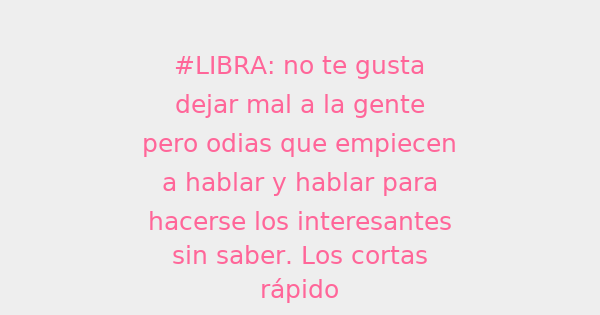 #LIBRA: no te gusta
dejar mal a la gente
pero odias que empiecen
a hablar y hablar para
hacerse los interesantes
sin saber. Los cortas
rápido